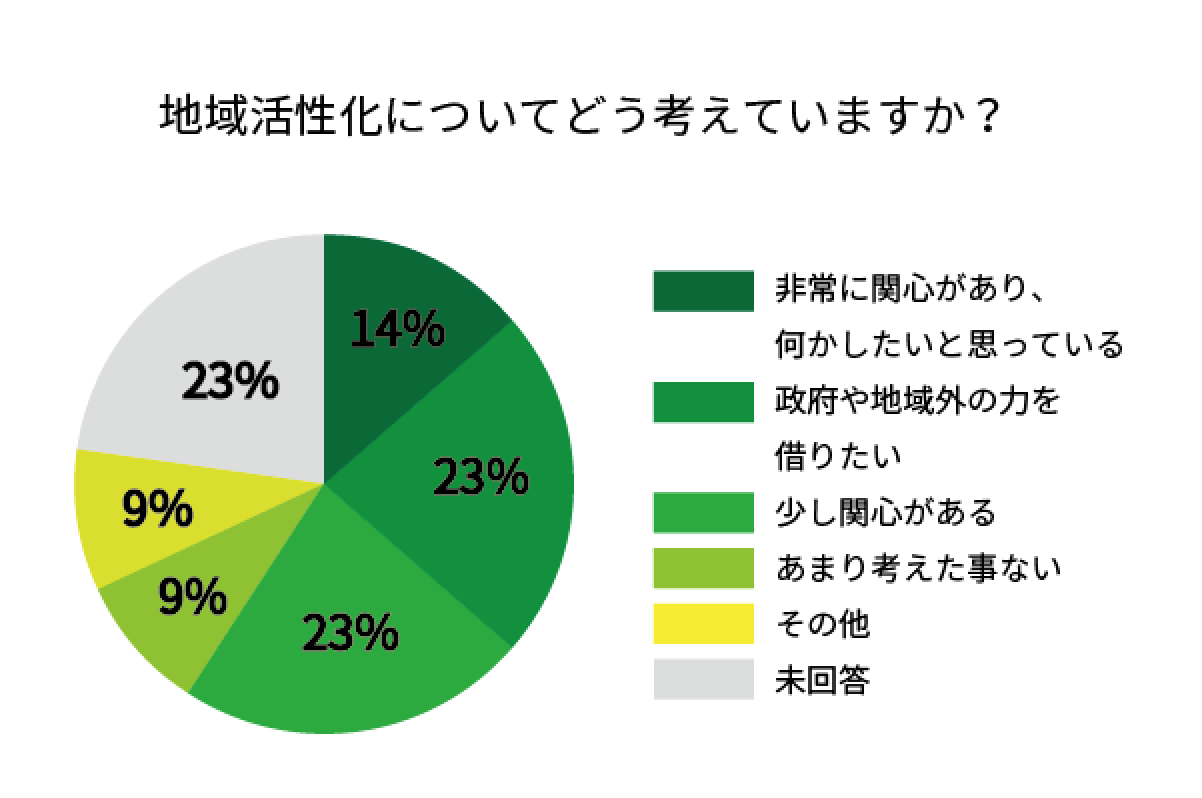 地域活性化についてどう考えていますか？
14%
23%
23%
9%
9%
23%
非常に関心があり、
何かしたいと思っている
政府や地域外の力を
借りたい
少し関心がある
あまり考えた事ない
その他
未回答